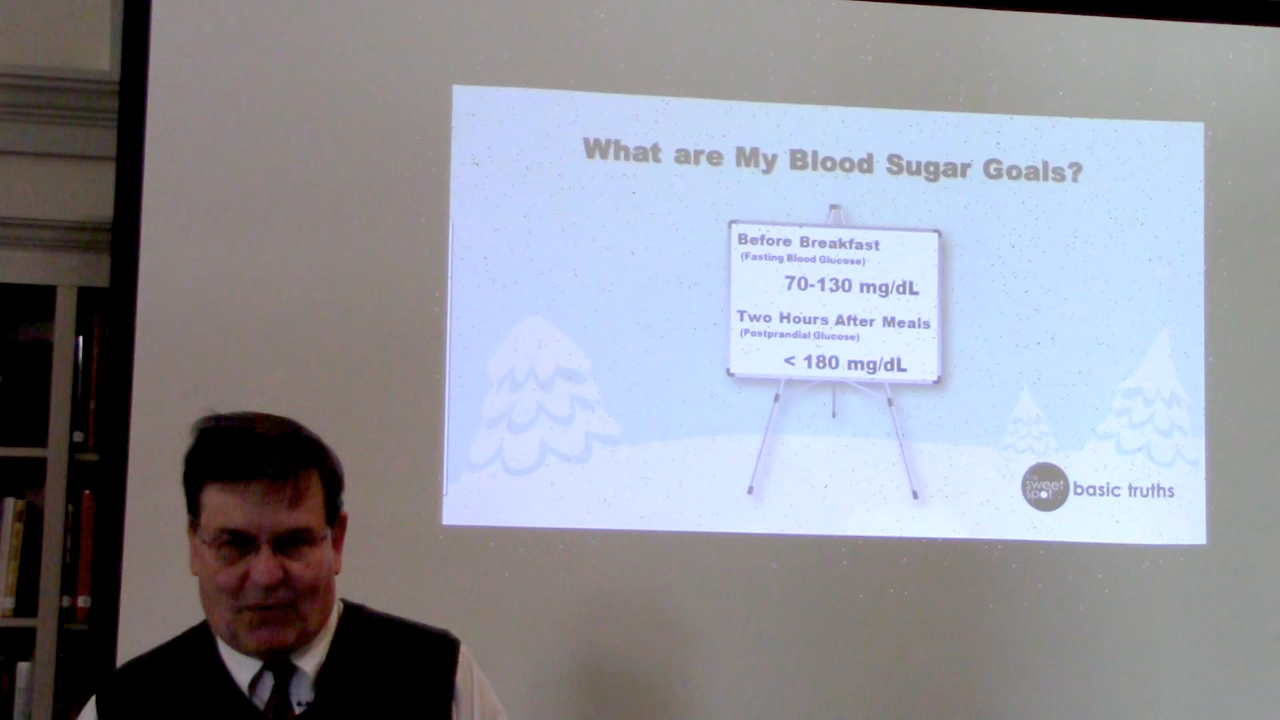 What are My Blood Sugar Goals?
Before Breakfast
(Fasting Blood Glucose)
70-130 mg/dL
Two Hours After Meals
(Postprandial Glucose)
< 180 mg/dL
sweet
spot
basic truths